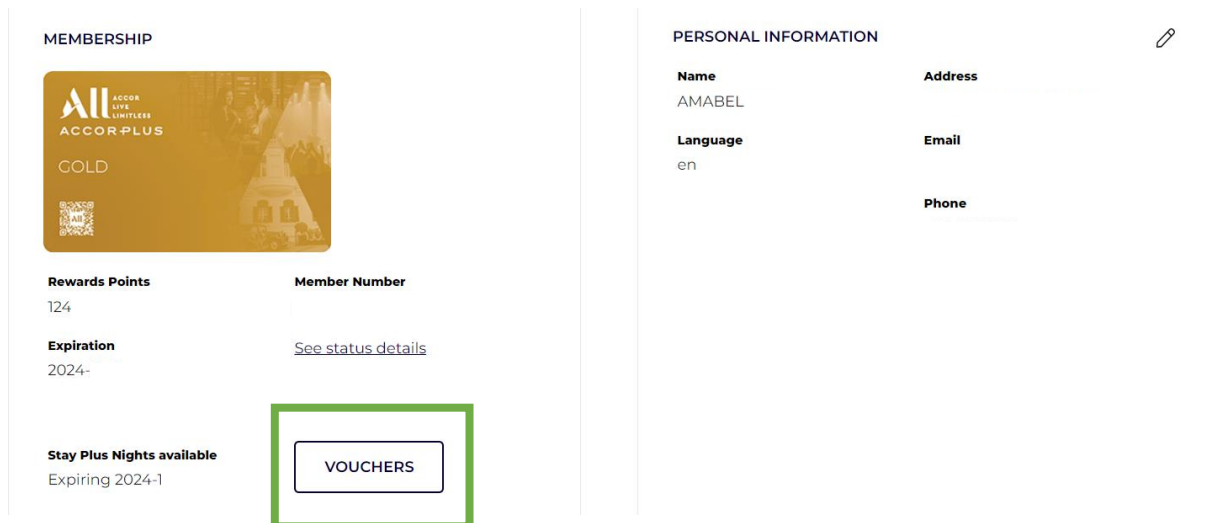 MEMBERSHIP
All ACCOR
LIVE
LIMITLESS
ACCOR PLUS
GOLD
All
Rewards Points
124
Member Number
Expiration
2024-
See status details
Stay Plus Nights available
Expiring 2024-1
VOUCHERS
PERSONAL INFORMATION
Name
AMABEL
Address
Language
en
Email
Phone